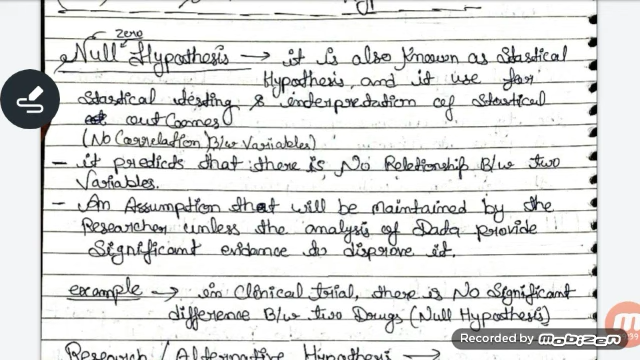 zero
Null Hypothesis → it is also Known as Stastical
Hypothesis, and it use for
Stastical testing & interpretation of Stastical
out Coomes
(No Correlation B/w Variables)
- it predicts that there is No Relationship B/w two
Variables.
- An Assumption that will be maintained by the
Researcher unless the analysis of Data provide
Significant evidence to disprove it.
example → in Clinical trial, there is No Significant
difference B/w two Drugs (Null Hypothesis)
Recorded by mobizen
Research / Alternative Hypothesis →